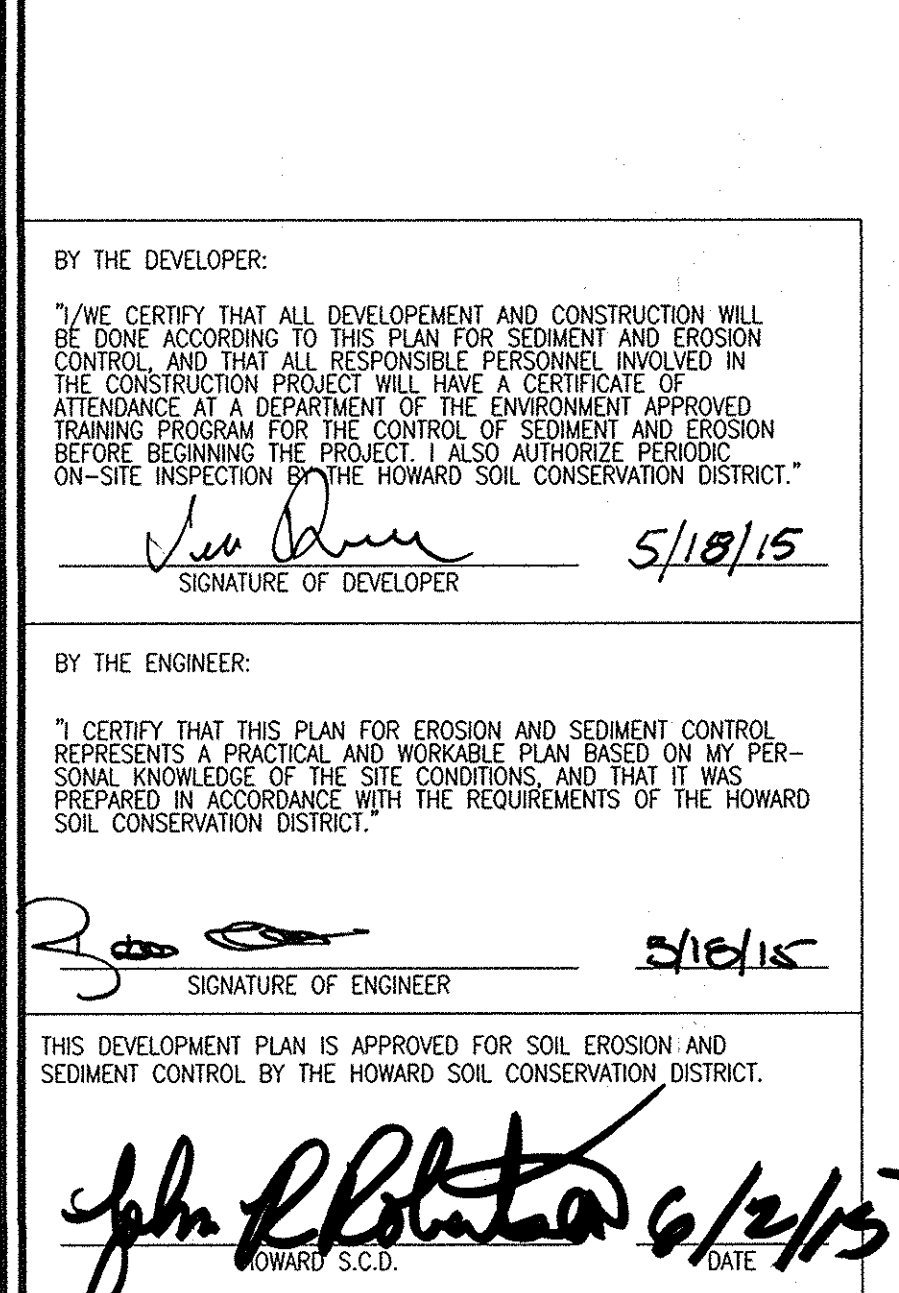 BY THE DEVELOPER:
"I/WE CERTIFY THAT ALL DEVELOPEMENT AND CONSTRUCTION WILL
BE DONE ACCORDING TO THIS PLAN FOR SEDIMENT AND EROSION
CONTROL, AND THAT ALL RESPONSIBLE PERSONNEL INVOLVED IN
THE CONSTRUCTION PROJECT WILL HAVE A CERTIFICATE OF
ATTENDANCE AT A DEPARTMENT OF THE ENVIRONMENT APPROVED
TRAINING PROGRAM FOR THE CONTROL OF SEDIMENT AND EROSION
BEFORE BEGINNING THE PROJECT. I ALSO AUTHORIZE PERIODIC
ON-SITE INSPECTION BY THE HOWARD SOIL CONSERVATION DISTRICT."
5/18/15
SIGNATURE OF DEVELOPER
BY THE ENGINEER:
"I CERTIFY THAT THIS PLAN FOR EROSION AND SEDIMENT CONTROL
REPRESENTS A PRACTICAL AND WORKABLE PLAN BASED ON MY PER-
SONAL KNOWLEDGE OF THE SITE CONDITIONS, AND THAT IT WAS
PREPARED IN ACCORDANCE WITH THE REQUIREMENTS OF THE HOWARD
SOIL CONSERVATION DISTRICT."
SIGNATURE OF ENGINEER
THIS DEVELOPMENT PLAN IS APPROVED FOR SOIL EROSION AND
SEDIMENT CONTROL BY THE HOWARD SOIL CONSERVATION DISTRICT.
John R Robertson 6/2/15
HOWARD S.C.D. DATE